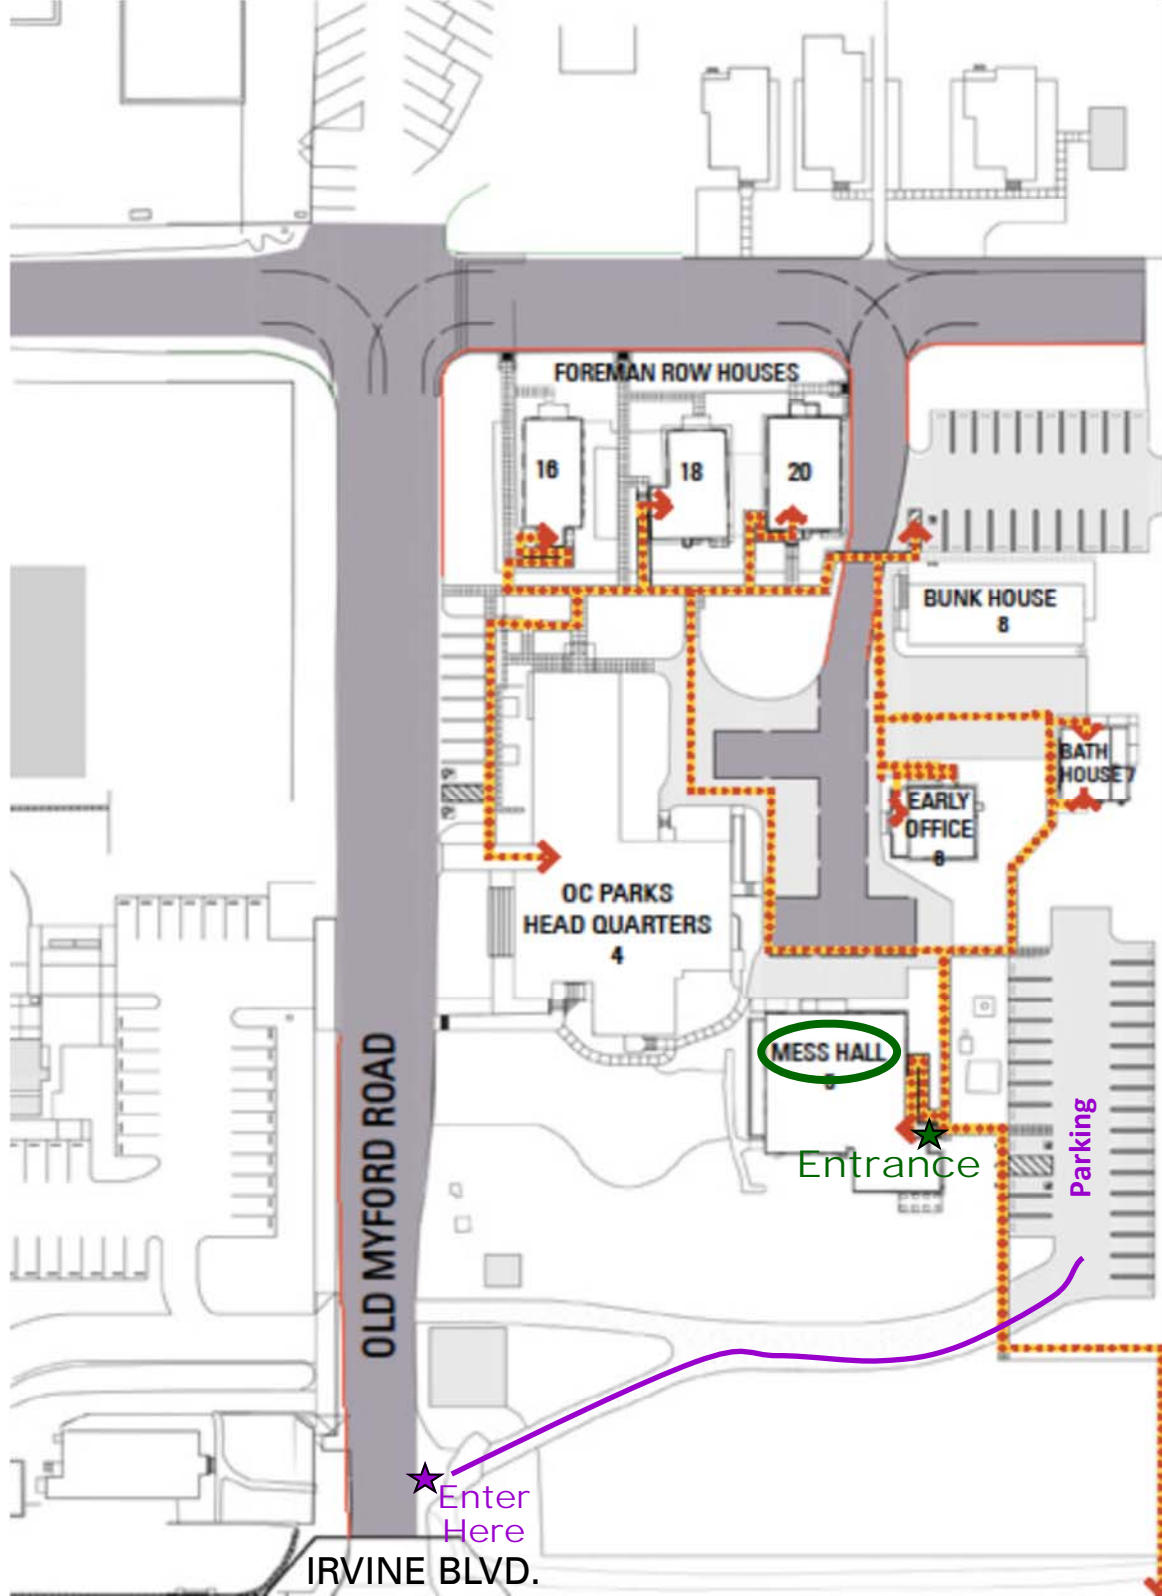 FOREMAN ROW HOUSES
16
18
20
BUNK HOUSE
8
BATH
HOUSE 7
EARLY
OFFICE
6
OC PARKS
HEAD QUARTERS
4
MESS HALL
5
Entrance
Parking
OLD MYFORD ROAD
Enter
Here
IRVINE BLVD.